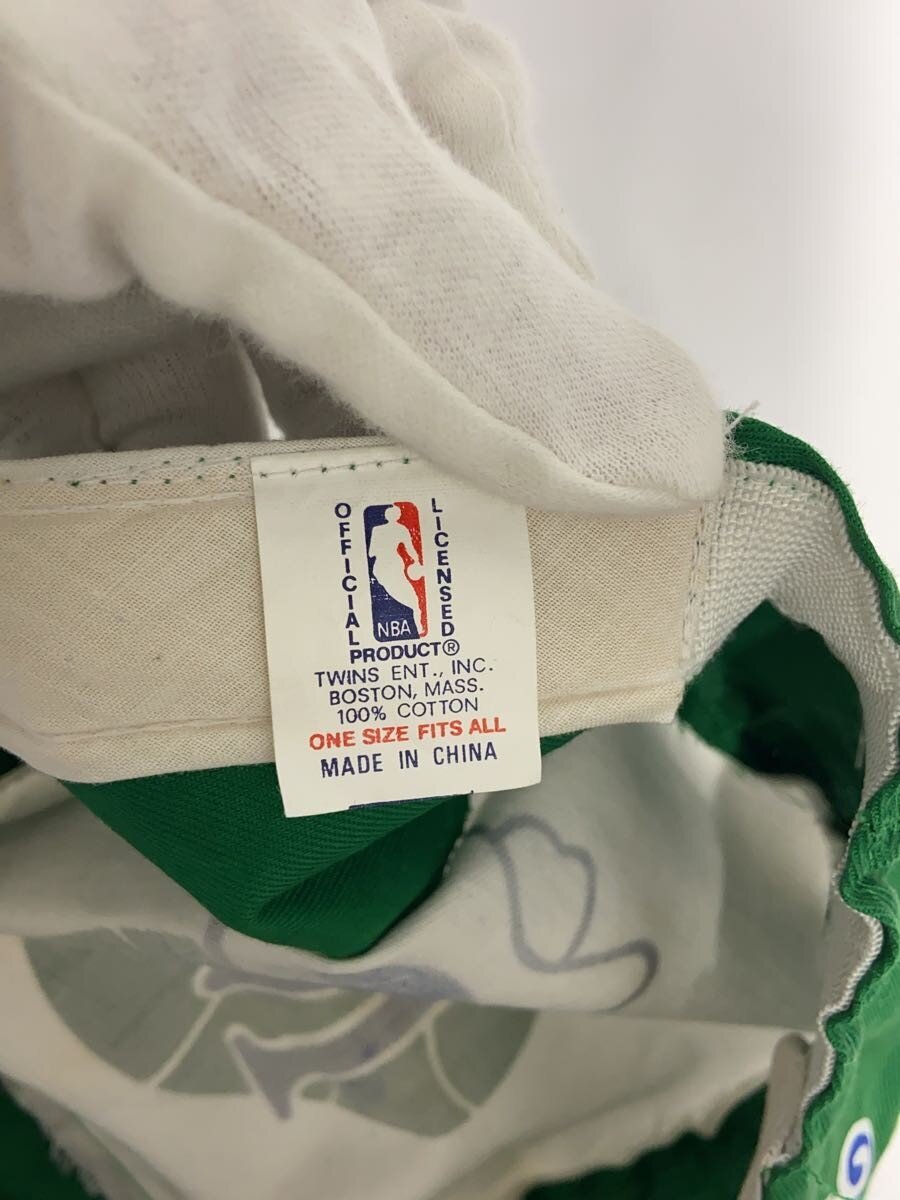 OFFICIAL
LICENSED
NBA
PRODUCT®
TWINS ENT., INC.
BOSTON, MASS.
100% COTTON
ONE SIZE FITS ALL
MADE IN CHINA